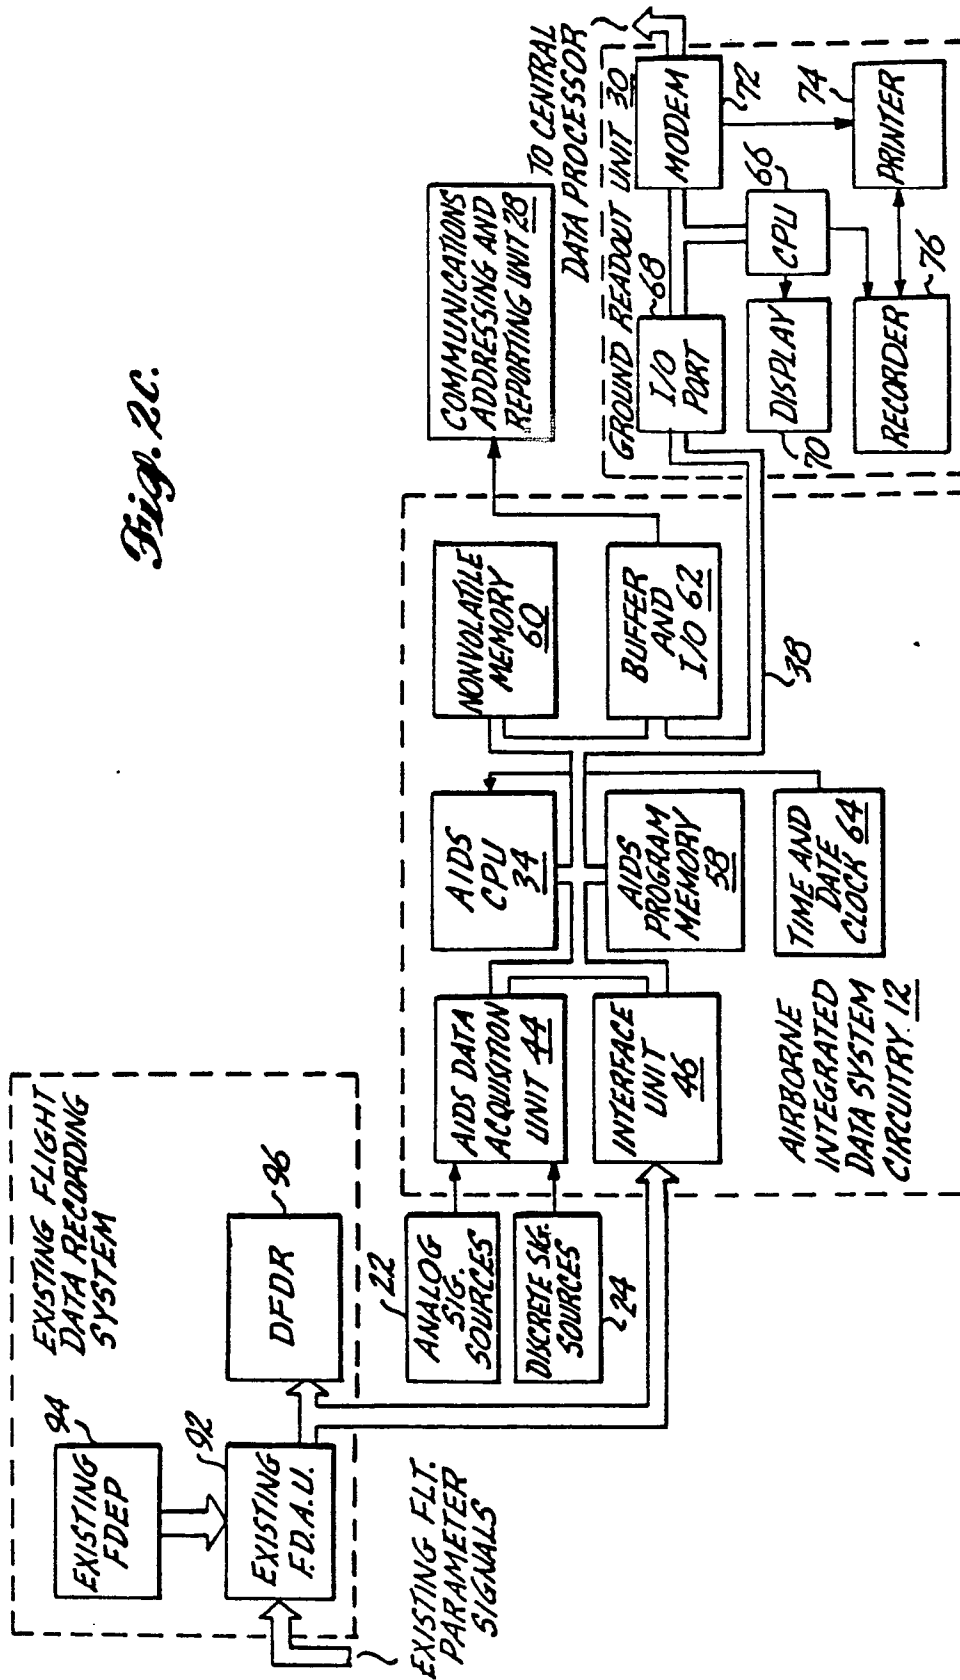 Fig. 2C.
EXISTING FLIGHT
DATA RECORDING
SYSTEM
94
EXISTING
FDEP
92
EXISTING
F.D.A.U.
96
DFDR
EXISTING FLT.
PARAMETER
SIGNALS
22
ANALOG
SIG.
SOURCES
DISCRETE SIG.
SOURCES
24
AIDS DATA
ACQUISITION
UNIT 44
INTERFACE
UNIT
46
AIDS
CPU
34
AIDS
PROGRAM
MEMORY
58
TIME AND
DATE
CLOCK 64
NONVOLATILE
MEMORY
60
BUFFER
AND
I/O 62
38
AIRBORNE
INTEGRATED
DATA SYSTEM
CIRCUITRY 12
COMMUNICATIONS
ADDRESSING AND
REPORTING UNIT 28
TO CENTRAL
DATA PROCESSOR
GROUND READOUT UNIT 30
68
I/O
PORT
MODEM
72
66
CPU
DISPLAY
70
74
PRINTER
RECORDER
76